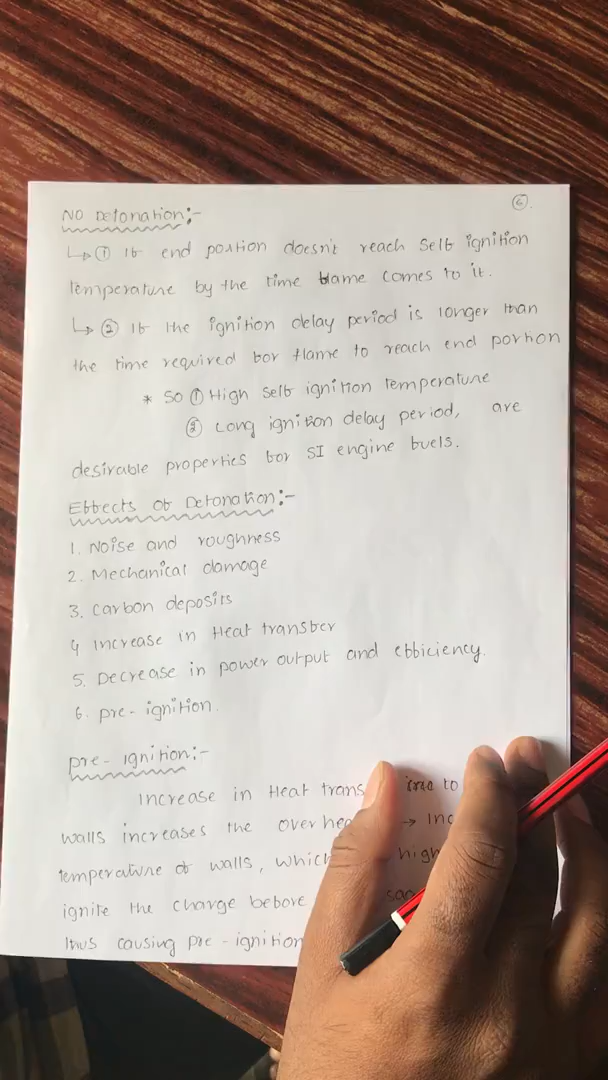 6.
No Detonation:-
↳ ① If end portion doesn't reach self ignition
temperature by the time flame comes to it.
↳ ② If the ignition delay period is longer than
the time required for flame to reach end portion
* So ① High self ignition temperature
② Long ignition delay period, are
desirable properties for SI engine fuels.
Effects of Detonation:-
1. Noise and roughness
2. Mechanical damage
3. Carbon deposits
4 Increase in Heat transfer
5. Decrease in power output and efficiency.
6. pre-ignition.
pre-ignition:-
Increase in Heat to
walls increases the →
temperature of walls, high
ignite the charge before
thus causing pre-ignition